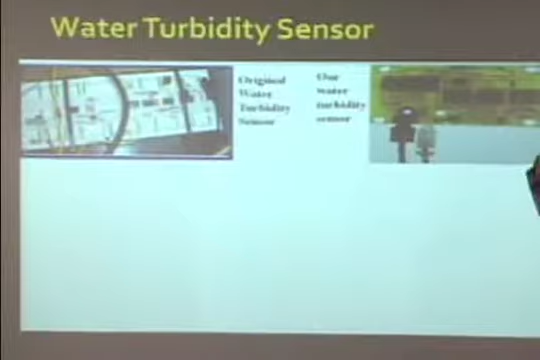 Water Turbidity Sensor
Original
Water
Turbidity
Sensor
Our
water
turbidity
sensor